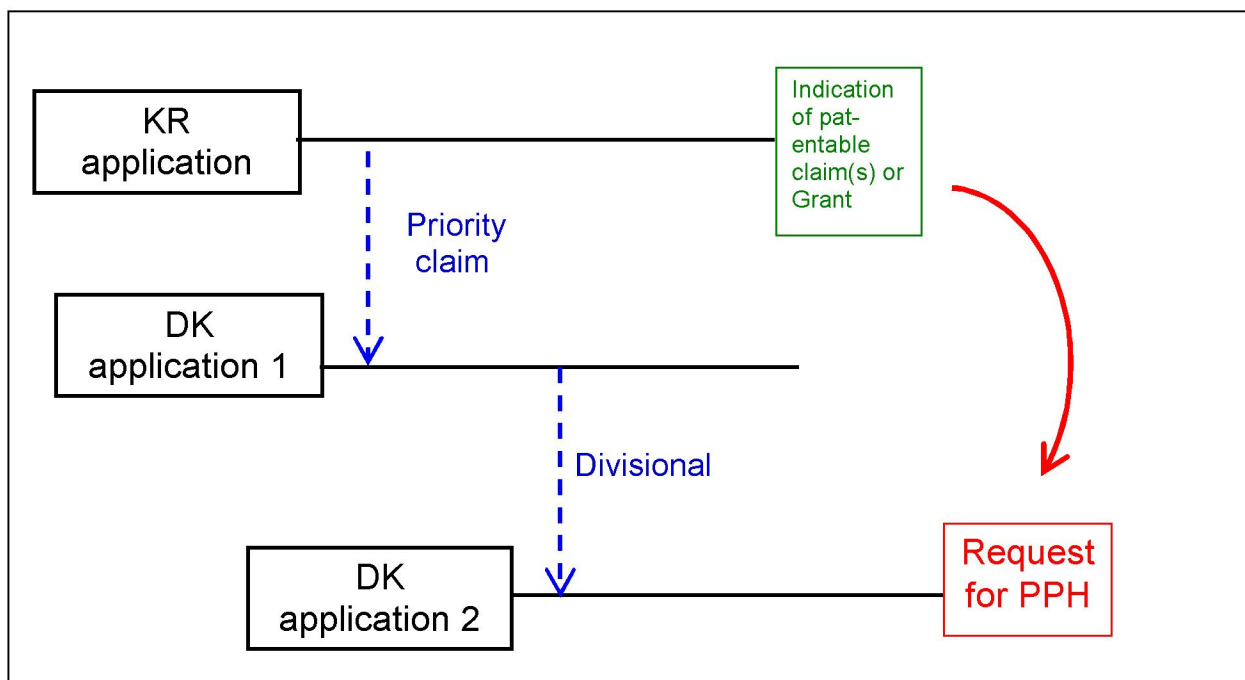 KR
application
Indication
of pat-
entable
claim(s) or
Grant
Priority
claim
DK
application 1
Divisional
DK
application 2
Request
for PPH